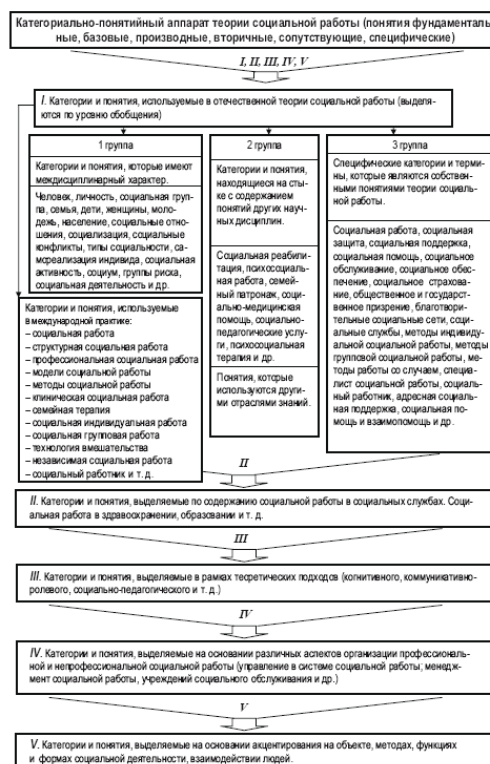 Категориально-понятийный аппарат теории социальной работы (понятия фундаменталь-
ные, базовые, производные, вторичные, сопутствующие, специфические)
I, II, III, IV, V
I. Категории и понятия, используемые в отечественной теории социальной работы (выделя-
ются по уровню обобщения)
1 группа
Категории и понятия, которые имеют
междисциплинарный характер.
Человек, личность, социальная груп-
па, семья, дети, женщины, моло-
дежь, население, социальные отно-
шения, социализация, социальные
конфликты, типы социальности, са-
мореализация индивида, социальная
активность, социум, группы риска,
социальная деятельность и др.
Категории и понятия, используемые
в международной практике:
– социальная работа
– структурная социальная работа
– профессиональная социальная работа
– модели социальной работы
– методы социальной работы
– клиническая социальная работа
– семейная терапия
– социальная индивидуальная работа
– социальная групповая работа
– технология вмешательства
– независимая социальная работа
– социальный работник и т. д.
2 группа
Категории и понятия,
находящиеся на сты-
ке с содержанием
понятий других науч-
ных дисциплин.
Социальная реабили-
тация, психосоциаль-
ная работа, семей-
ный патронаж, соци-
ально-медицинская
помощь, социально-
педагогические услу-
ги, психосоциальная
терапия и др.
Понятия, которые
используются други-
ми отраслями знаний.
3 группа
Специфические категории и терми-
ны, которые являются собствен-
ными понятиями теории социаль-
ной работы.
Социальная работа, социальная
защита, социальная поддержка,
социальная помощь, социальное
обслуживание, социальное обес-
печение, социальное страхова-
ние, общественное и государст-
венное призрение, благотвори-
тельные социальные сети, соц-
циальные службы, методы индивиду-
альной социальной работы, методы
групповой социальной работы, ме-
тоды работы со случаем, специа-
лист социальной работы, социаль-
ный работник, адресная социаль-
ная поддержка, социальная по-
мощь и взаимопомощь и др.
II
II. Категории и понятия, выделяемые по содержанию социальной работы в социальных службах. Соци-
альная работа в здравоохранении, образовании и т. д.
III
III. Категории и понятия, выделяемые в рамках теоретических подходов (когнитивного, коммуникативно-
ролевого, социально-педагогического и т.д.)
IV
IV. Категории и понятия, выделяемые на основании различных аспектов организации профессиональ-
ной и непрофессиональной социальной работы (управление в системе социальной работы; менедж-
мент социальной работы, учреждений социального обслуживания и др.)
V
V. Категории и понятия, выделяемые на основании акцентирования на объекте, методах, функциях
и формах социальной деятельности, взаимодействии людей.